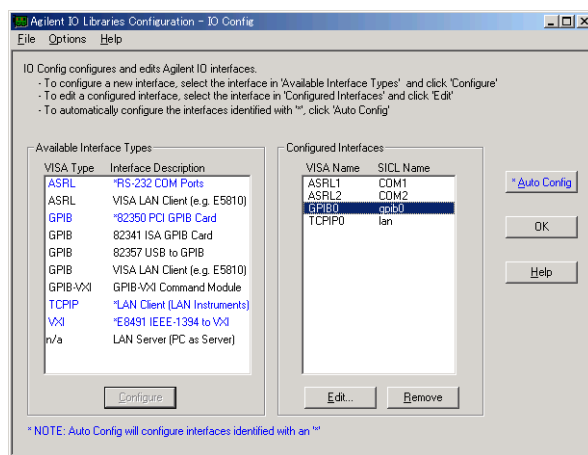 Agilent IO Libraries Configuration - IO Config
File Options Help
IO Config configures and edits Agilent IO interfaces.
- To configure a new interface, select the interface in 'Available Interface Types' and click 'Configure'
- To edit a configured interface, select the interface in 'Configured Interfaces' and click 'Edit'
- To automatically configure the interfaces identified with '*', click 'Auto Config'
Available Interface Types
VISA Type Interface Description
ASRL *RS-232 COM Ports
ASRL VISA LAN Client (e.g. E5810)
GPIB *82350 PCI GPIB Card
GPIB 82341 ISA GPIB Card
GPIB 82357 USB to GPIB
GPIB VISA LAN Client (e.g. E5810)
GPIB-VXI GPIB-VXI Command Module
TCPIP *LAN Client (LAN Instruments)
VXI *E8491 IEEE-1394 to VXI
n/a LAN Server (PC as Server)
Configure
Configured Interfaces
VISA Name SICL Name
ASRL1 COM1
ASRL2 COM2
GPIB0 gpib0
TCPIP0 lan
Edit... Remove
* Auto Config
OK
Help
* NOTE: Auto Config will configure interfaces identified with an '*'